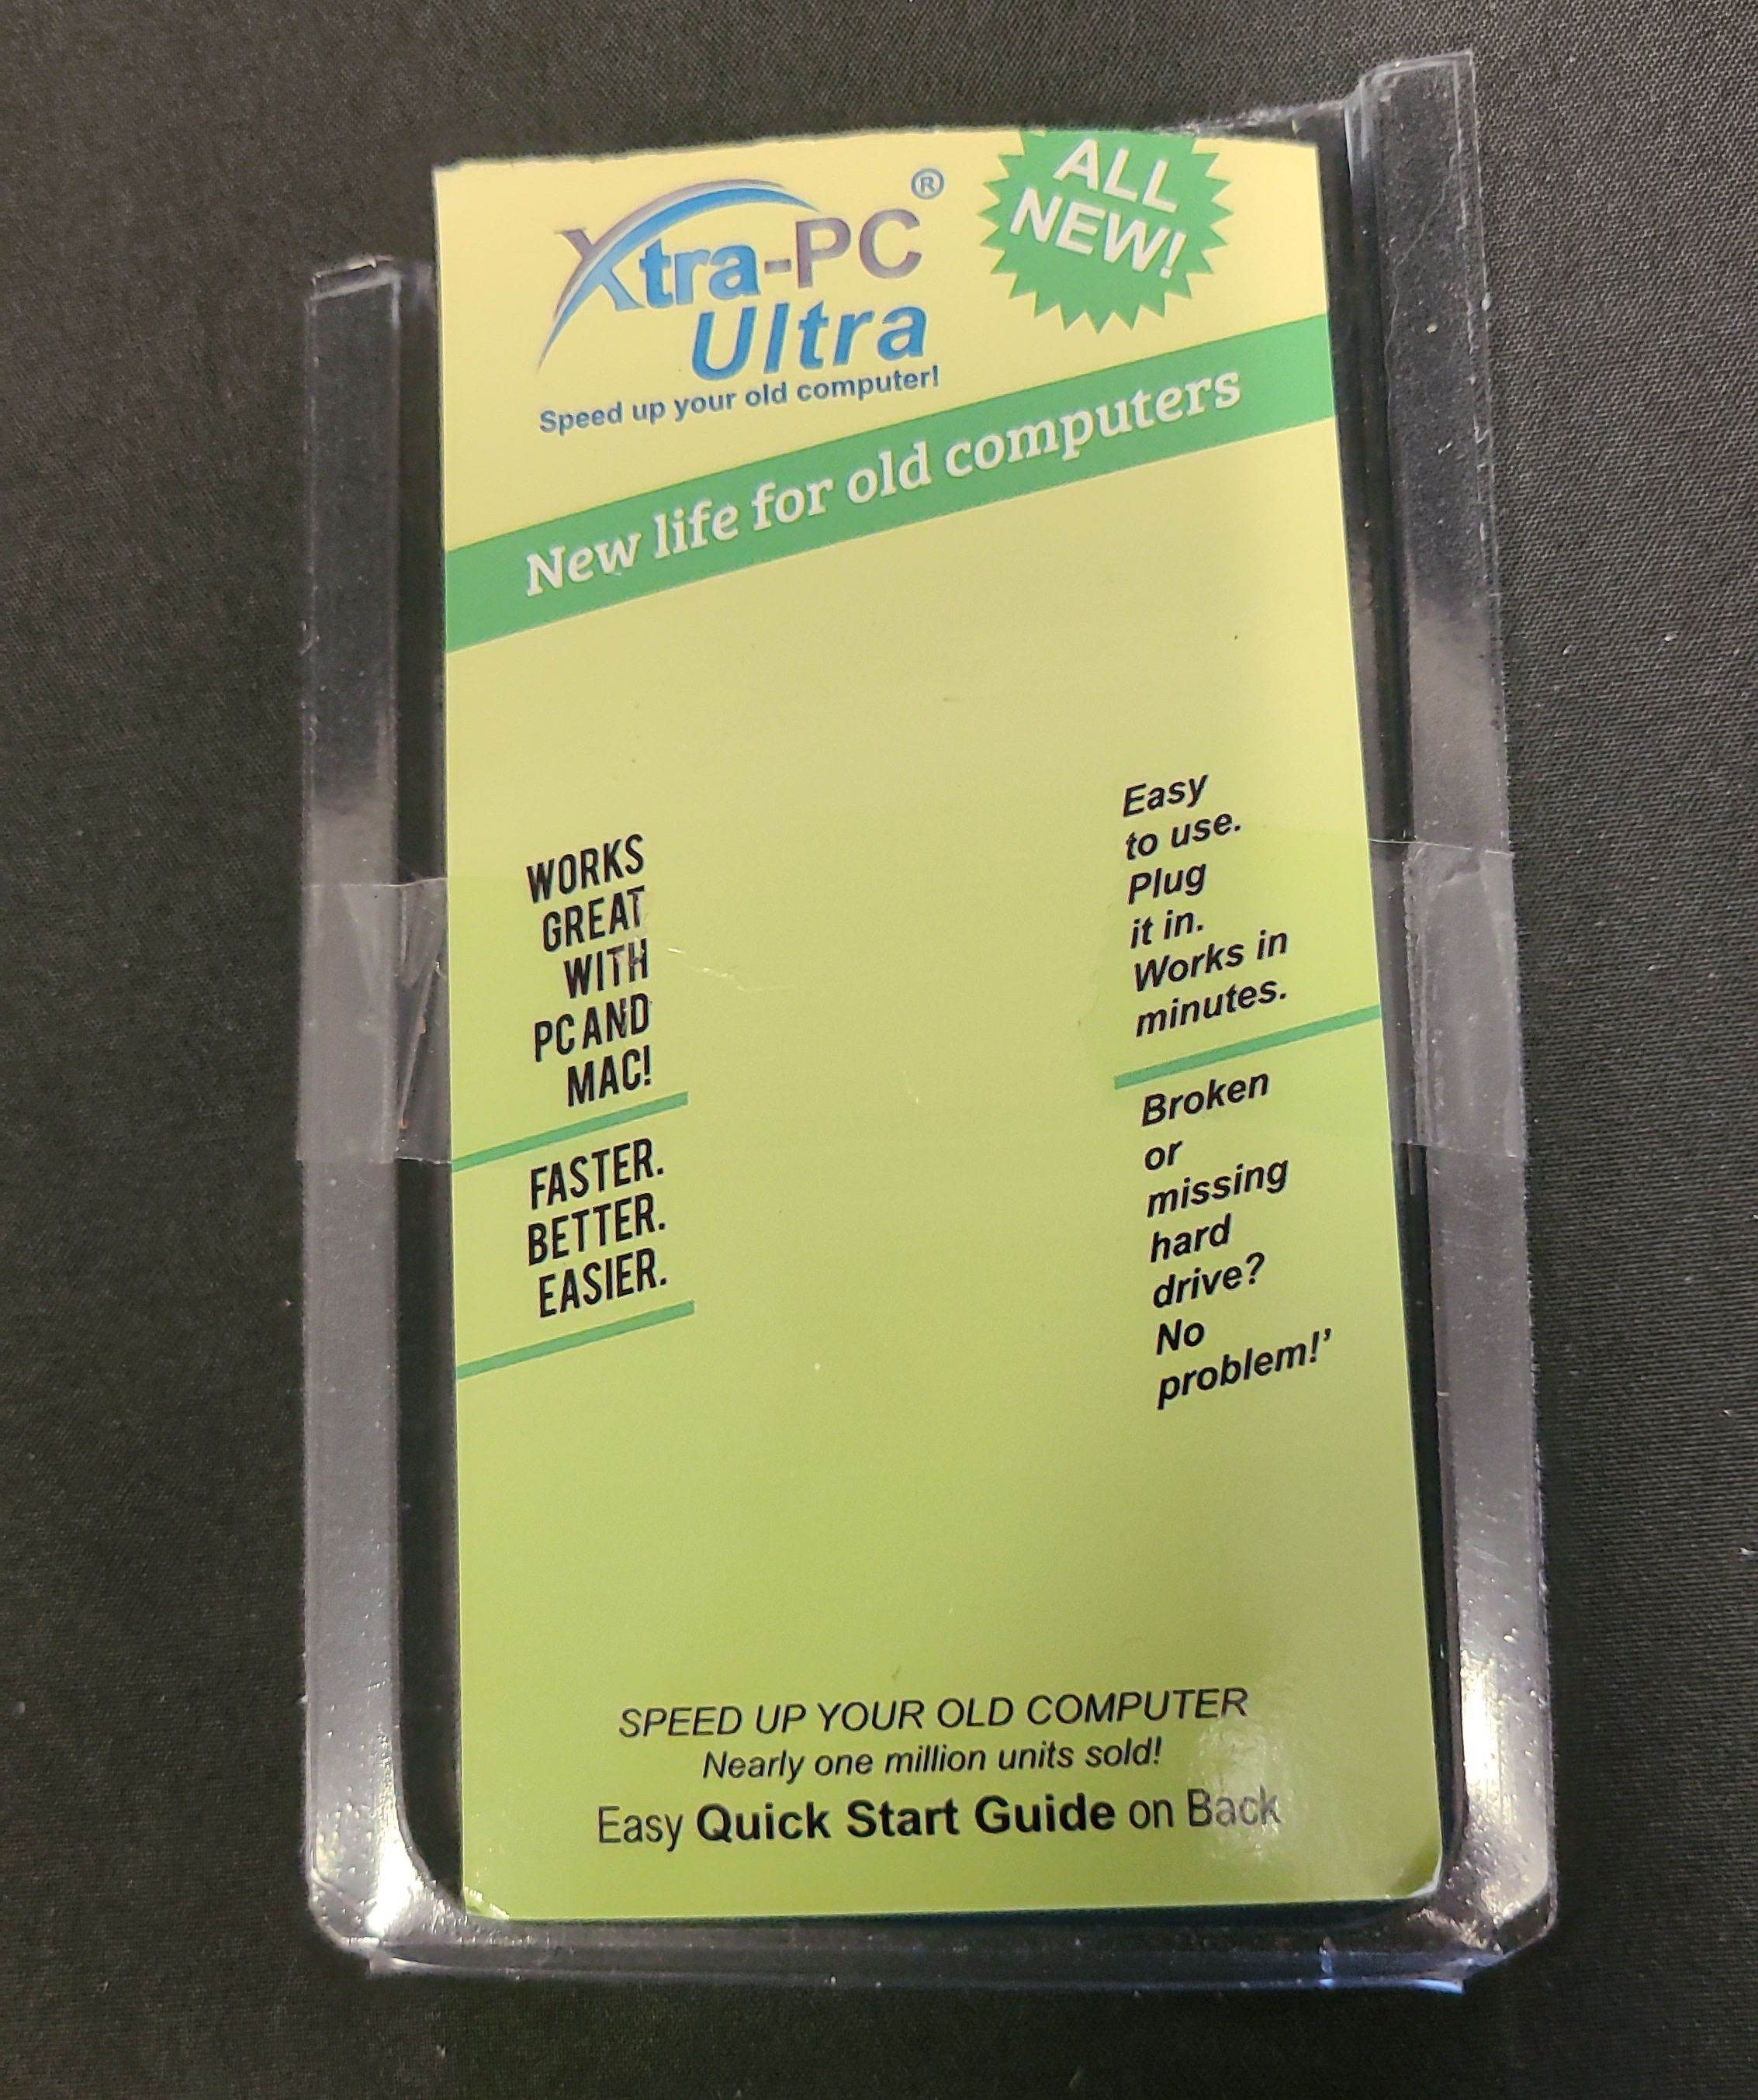 Xtra-PC®
Ultra
Speed up your old computer!
ALL
NEW!
New life for old computers
WORKS
GREAT
WITH
PC AND
MAC!
FASTER.
BETTER.
EASIER.
Easy
to use.
Plug
it in.
Works in
minutes.
Broken
or
missing
hard
drive?
No
problem!’
SPEED UP YOUR OLD COMPUTER
Nearly one million units sold!
Easy Quick Start Guide on Back